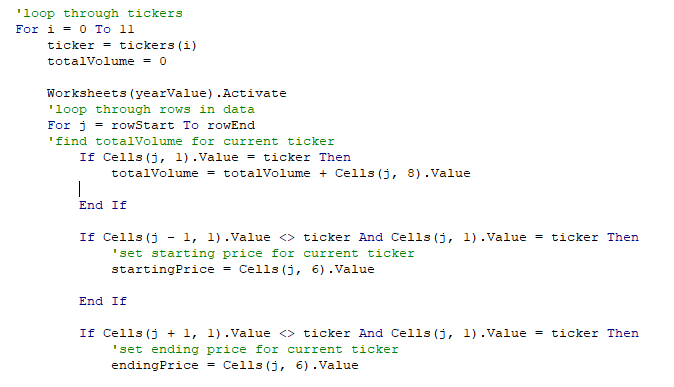 'loop through tickers
For i = 0 To 11
ticker = tickers(i)
totalVolume = 0
Worksheets(yearValue).Activate
'loop through rows in data
For j = rowStart To rowEnd
'find totalVolume for current ticker
If Cells(j, 1).Value = ticker Then
totalVolume = totalVolume + Cells(j, 8).Value
End If
If Cells(j - 1, 1).Value <> ticker And Cells(j, 1).Value = ticker Then
'set starting price for current ticker
startingPrice = Cells(j, 6).Value
End If
If Cells(j + 1, 1).Value <> ticker And Cells(j, 1).Value = ticker Then
'set ending price for current ticker
endingPrice = Cells(j, 6).Value